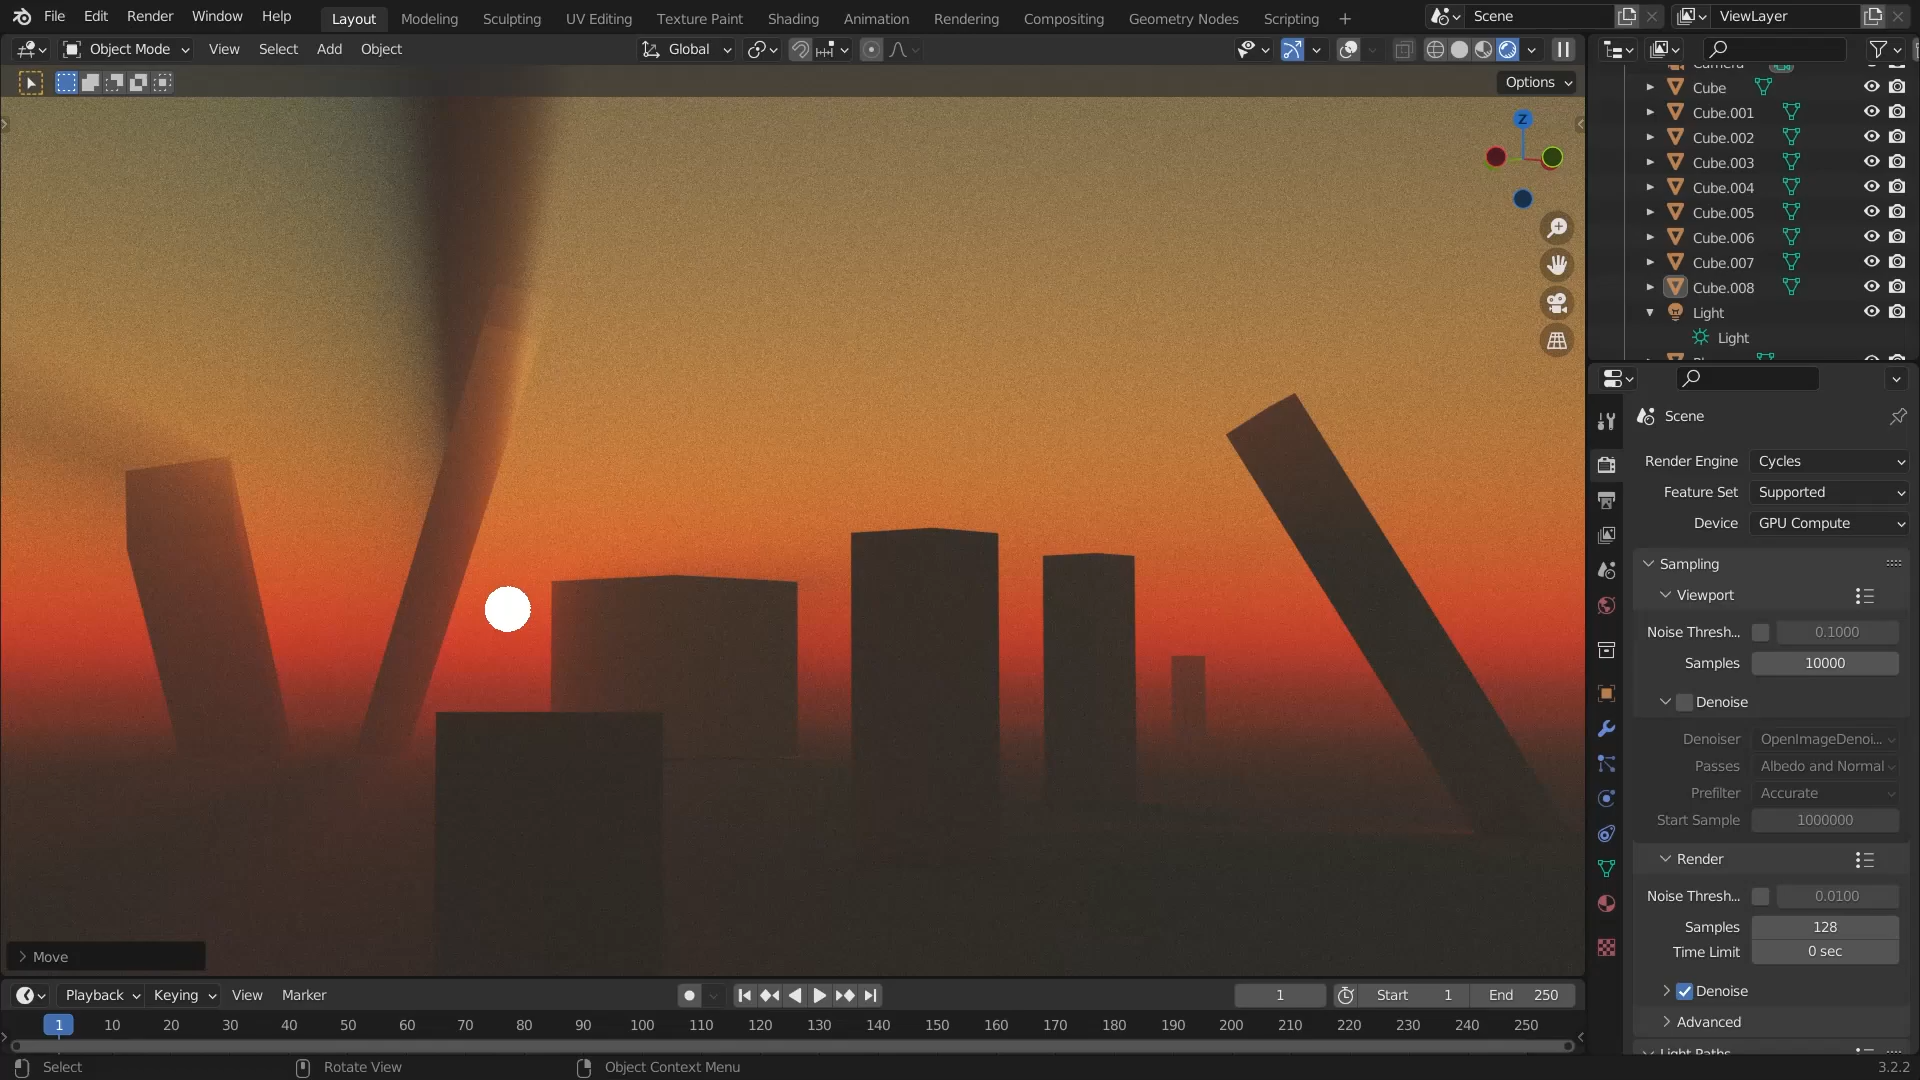 File Edit Render Window Help Layout Modeling Sculpting UV Editing Texture Paint Shading Animation Rendering Compositing Geometry Nodes Scripting + Scene ViewLayer
Object Mode View Select Add Object Global
Options
Z
Camera
Cube
Cube.001
Cube.002
Cube.003
Cube.004
Cube.005
Cube.006
Cube.007
Cube.008
Light
Light
Scene
Render Engine Cycles
Feature Set Supported
Device GPU Compute
Sampling
Viewport
Noise Thresh... 0.1000
Samples 10000
Denoise
Denoiser OpenImageDenoi...
Passes Albedo and Normal
Prefilter Accurate
Start Sample 1000000
Render
Noise Thresh... 0.0100
Samples 128
Time Limit 0 sec
Denoise
Advanced
Light Paths
Move
Playback Keying View Marker 1 Start 1 End 250
1 10 20 30 40 50 60 70 80 90 100 110 120 130 140 150 160 170 180 190 200 210 220 230 240 250
Select Rotate View Object Context Menu 3.2.2